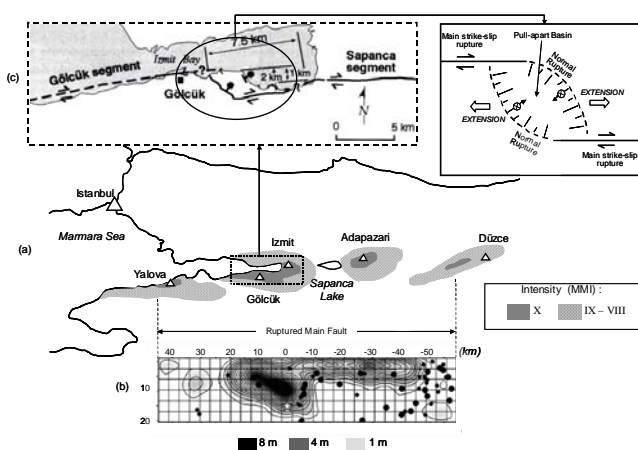 (c)
7.5 km
Izmit Bay
Gölcük segment
Gölcük
2 km
1km
Sapanca
segment
N
0 5 km
Main strike-slip
rupture
Pull-apart Basin
Normal
Rupture
EXTENSION
EXTENSION
Normal
Rupture
Main strike-slip
rupture
Istanbul
(a)
Marmara Sea
Yalova
Izmit
Gölcük
Sapanca
Lake
Adapazari
Düzce
Intensity (MMI) :
X
IX – VIII
Ruptured Main Fault
40 30 20 10 0 -10 -20 -30 -40 -50 (km)
(b)
10
20
8 m 4 m 1 m